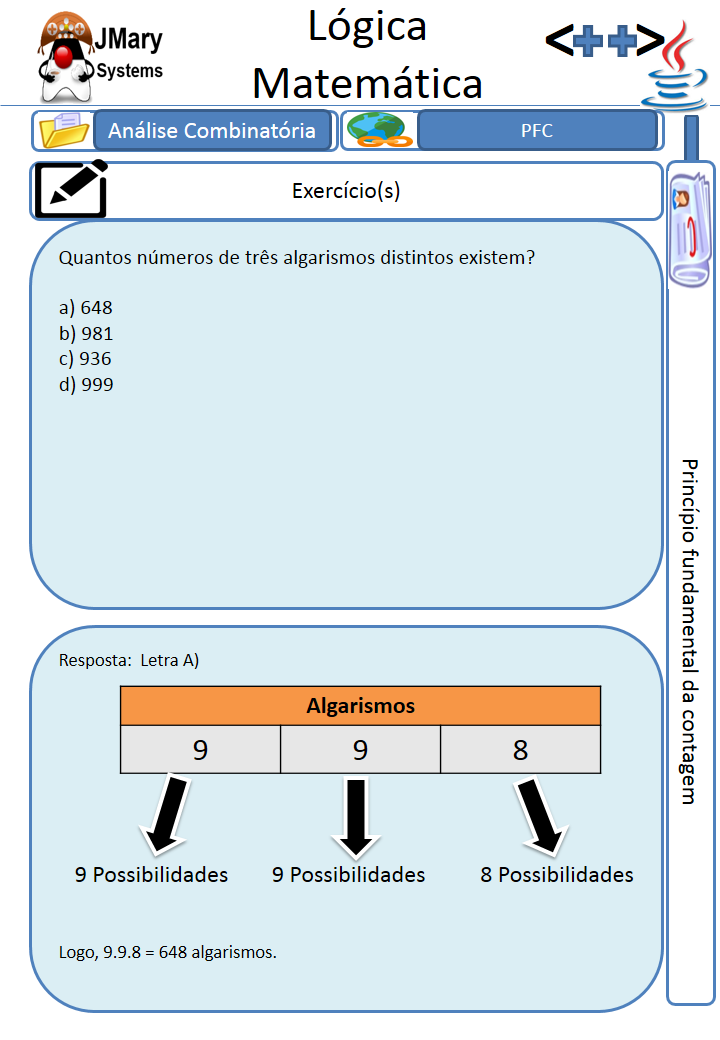 JMary
Systems
Lógica
Matemática
<++>
Análise Combinatória
PFC
Exercício(s)
Quantos números de três algarismos distintos existem?
a) 648
b) 981
c) 936
d) 999
Princípio fundamental da contagem
Resposta:  Letra A)
Algarismos
9 9 8
9 Possibilidades 9 Possibilidades 8 Possibilidades
Logo, 9.9.8 = 648 algarismos.